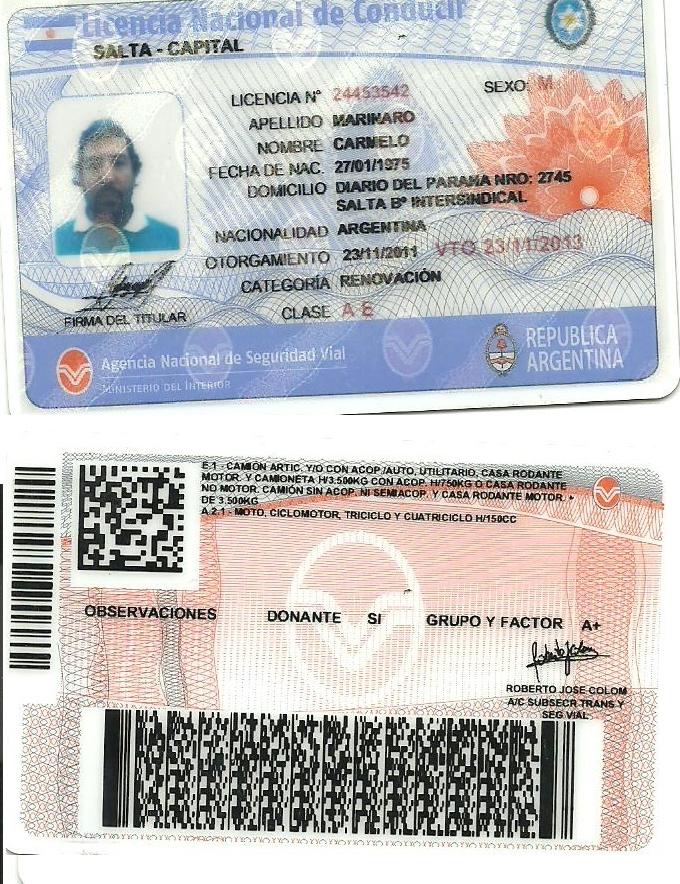 Licencia Nacional de Conducir
SALTA - CAPITAL
LICENCIA Nº 24453542 SEXO: M
APELLIDO MARINARO
NOMBRE CARMELO
FECHA DE NAC. 27/01/1975
DOMICILIO DIARIO DEL PARANA NRO: 2745
SALTA Bº INTERSINDICAL
NACIONALIDAD ARGENTINA
OTORGAMIENTO 23/11/2011 VTO 23/11/2013
CATEGORÍA RENOVACIÓN
CLASE A E
FIRMA DEL TITULAR
Agencia Nacional de Seguridad Vial
MINISTERIO DEL INTERIOR
REPUBLICA
ARGENTINA
E.1 - CAMIÓN ARTIC. Y/O CON ACOP./AUTO, UTILITARIO, CASA RODANTE
MOTOR. Y CAMIONETA H/3.500KG CON ACOP. H/750KG O CASA RODANTE
NO MOTOR. CAMIÓN SIN ACOP. NI SEMIACOP. Y CASA RODANTE MOTOR. +
DE 3.500KG
A.2.1 - MOTO, CICLOMOTOR, TRICICLO Y CUATRICICLO H/150CC
OBSERVACIONES DONANTE SI GRUPO Y FACTOR A+
ROBERTO JOSE COLOM
A/C SUBSECR TRANS Y
SEG VIAL